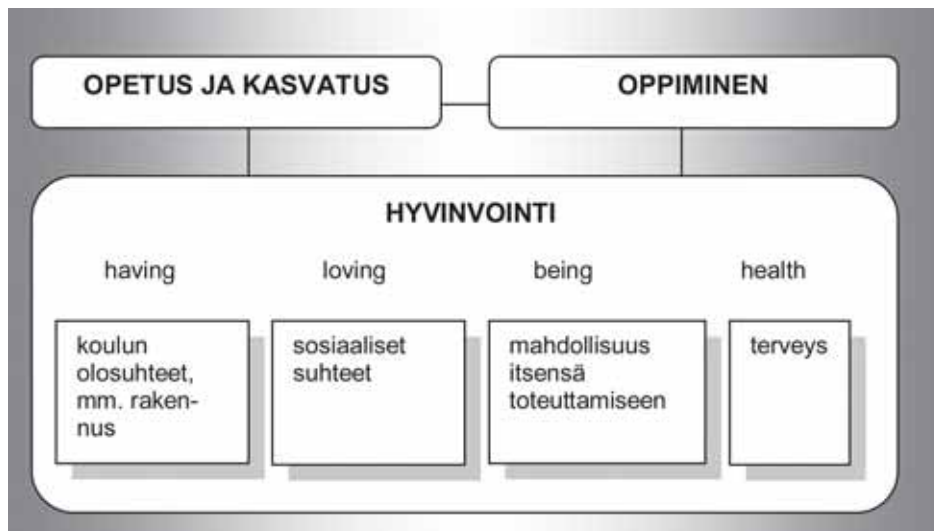 OPETUS JA KASVATUS
OPPIMINEN
HYVINVOINTI
having
loving
being
health
koulun
olosuhteet,
mm. raken-
nus
sosiaaliset
suhteet
mahdollisuus
itsensä
toteuttamiseen
terveys